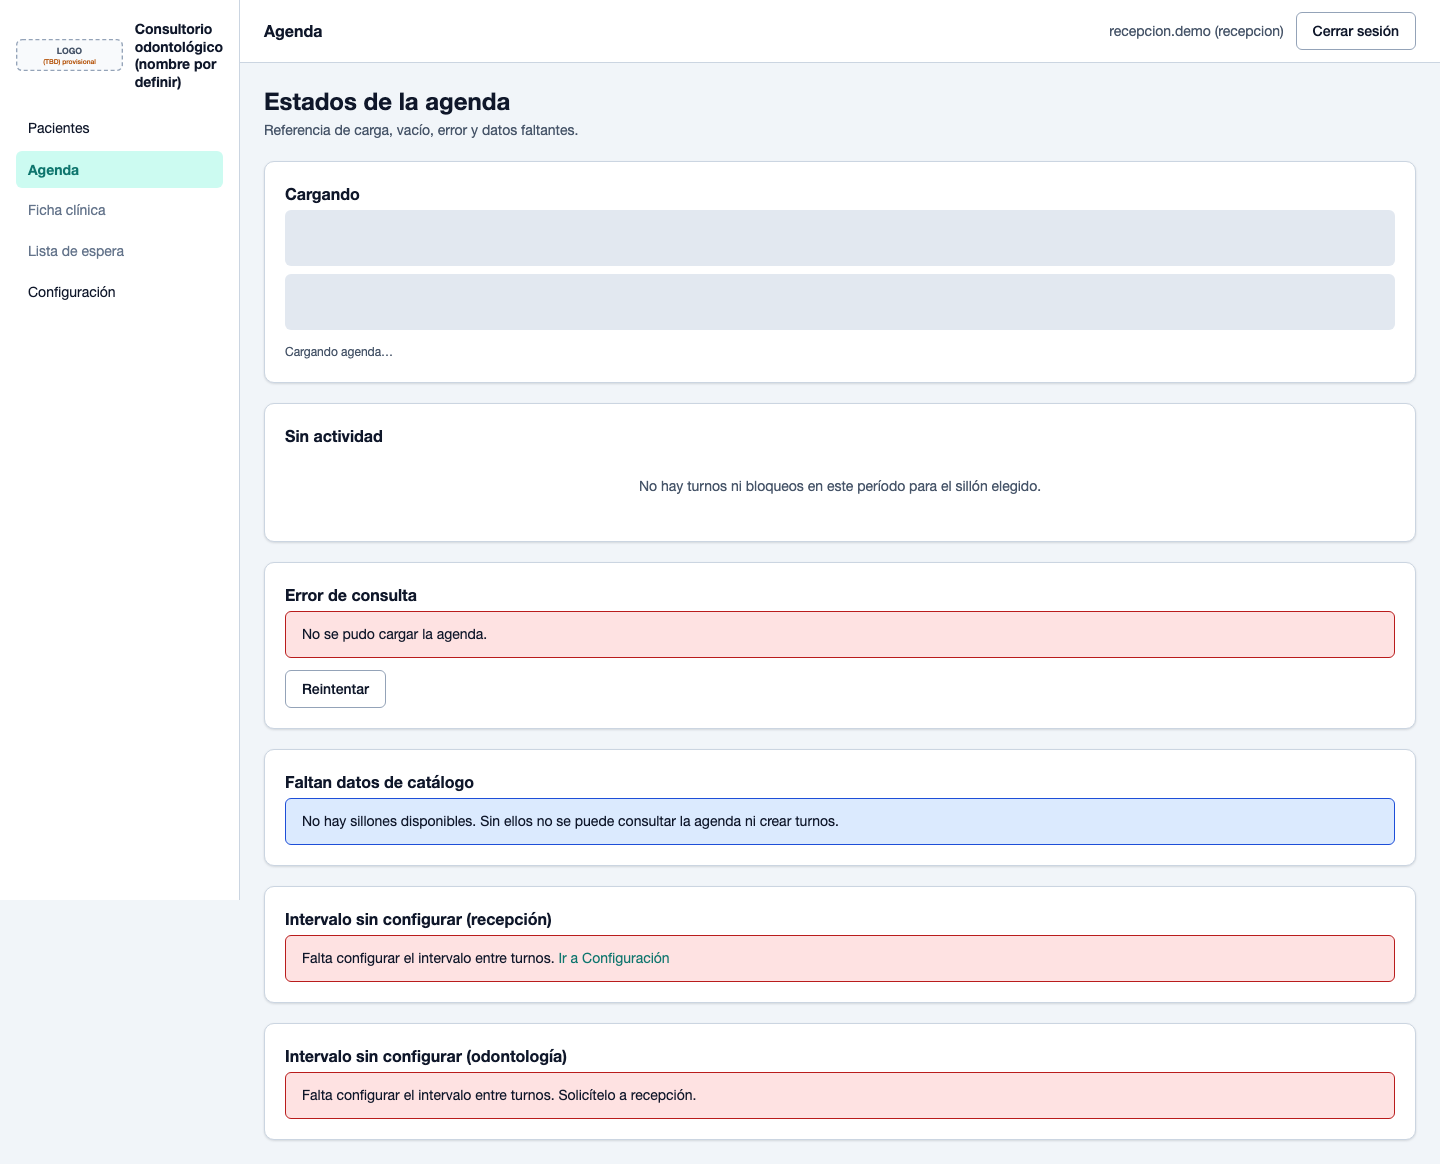 LOGO
(TBD) provisional
Consultorio
odontológico
(nombre por
definir)
Pacientes
Agenda
Ficha clínica
Lista de espera
Configuración
Agenda
recepcion.demo (recepcion)
Cerrar sesión
Estados de la agenda
Referencia de carga, vacío, error y datos faltantes.
Cargando
Cargando agenda…
Sin actividad
No hay turnos ni bloqueos en este período para el sillón elegido.
Error de consulta
No se pudo cargar la agenda.
Reintentar
Faltan datos de catálogo
No hay sillones disponibles. Sin ellos no se puede consultar la agenda ni crear turnos.
Intervalo sin configurar (recepción)
Falta configurar el intervalo entre turnos. Ir a Configuración
Intervalo sin configurar (odontología)
Falta configurar el intervalo entre turnos. Solicítelo a recepción.